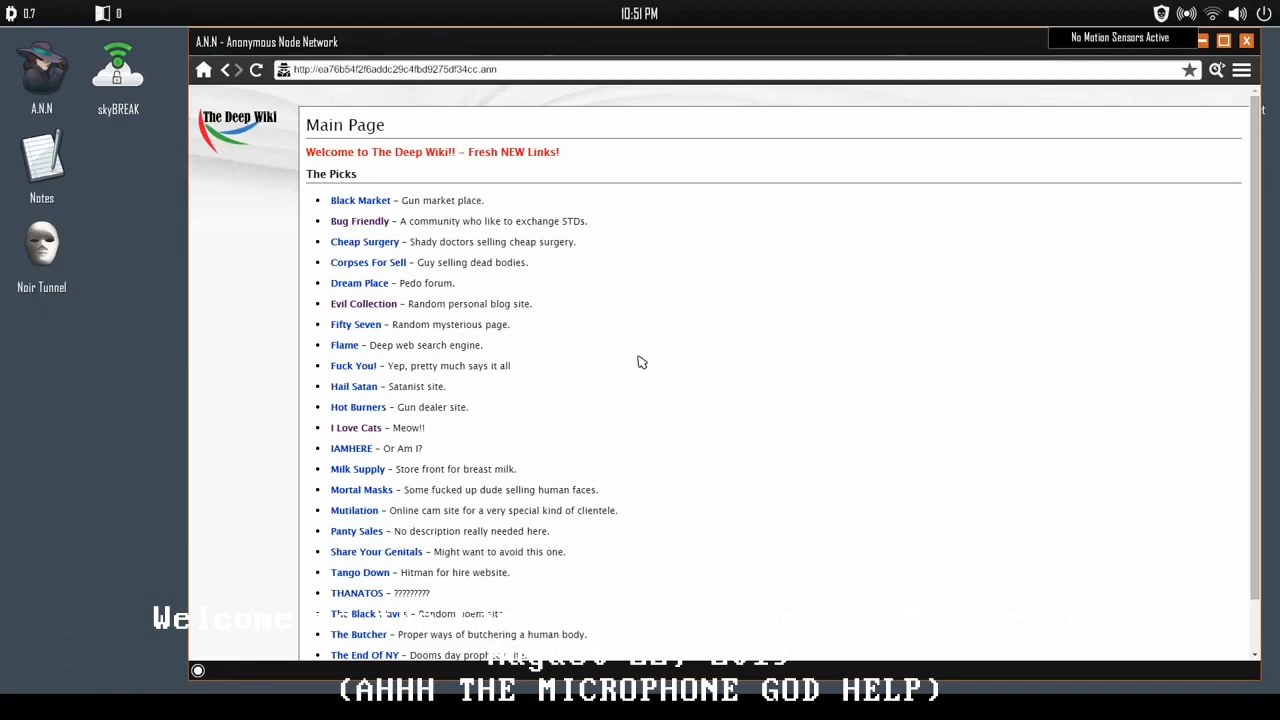 0.7 0 10:51 PM
A.N.N - Anonymous Node Network
No Motion Sensors Active
http://ea76b54f2f6addc29c4fbd9275df34cc.ann
A.N.N
skyBREAK
Notes
Noir Tunnel
The Deep Wiki
Main Page
Welcome to The Deep Wiki!! – Fresh NEW Links!
The Picks
Black Market – Gun market place.
Bug Friendly – A community who like to exchange STDs.
Cheap Surgery – Shady doctors selling cheap surgery.
Corpses For Sell – Guy selling dead bodies.
Dream Place – Pedo forum.
Evil Collection – Random personal blog site.
Fifty Seven – Random mysterious page.
Flame – Deep web search engine.
Fuck You! – Yep, pretty much says it all
Hail Satan – Satanist site.
Hot Burners – Gun dealer site.
I Love Cats – Meow!!
IAMHERE – Or Am I?
Milk Supply – Store front for breast milk.
Mortal Masks – Some fucked up dude selling human faces.
Mutilation – Online cam site for a very special kind of clientele.
Panty Sales – No description really needed here.
Share Your Genitals – Might want to avoid this one.
Tango Down – Hitman for hire website.
THANATOS – ?????????
The Butcher – Proper ways of butchering a human body.
The End Of NY – Dooms day
Welcome is a Timeless Masterpiece
August 2019
(AHHH THE MICROPHONE GOD HELP)